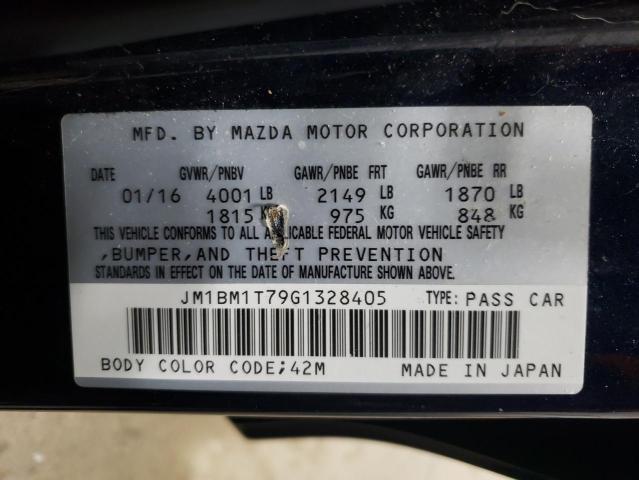 MFD. BY MAZDA MOTOR CORPORATION
DATE GVWR/PNBV GAWR/PNBE FRT GAWR/PNBE RR
01/16 4001 LB 2149 LB 1870 LB
1815 KG 975 KG 848 KG
THIS VEHICLE CONFORMS TO ALL APPLICABLE FEDERAL MOTOR VEHICLE SAFETY
,BUMPER,AND THEFT PREVENTION
STANDARDS IN EFFECT ON THE DATE OF MANUFACTURE SHOWN ABOVE.
JM1BM1T79G1328405 TYPE: PASS CAR
BODY COLOR CODE;42M MADE IN JAPAN